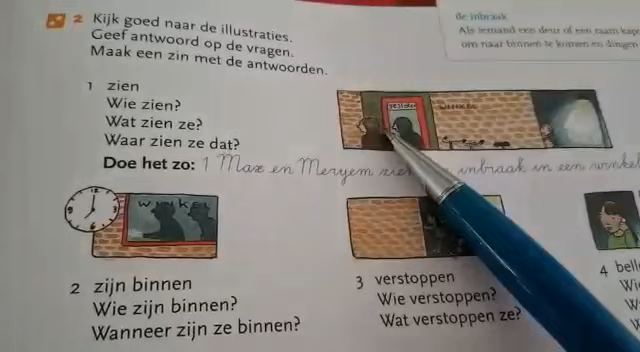 2 Kijk goed naar de illustraties.
Geef antwoord op de vragen.
Maak een zin met de antwoorden.
de inbraak
Als iemand een deur of een raam
om naar binnen te komen en dingen
1 zien
Wie zien?
Wat zien ze?
Waar zien ze dat?
gesloten
WINKEL
Doe het zo: 1 Max en Meryem inbraak in een winkel
WINKEL
2 zijn binnen
Wie zijn binnen?
Wanneer zijn ze binnen?
3 verstoppen
Wie verstoppen?
Wat verstoppen ze?
4